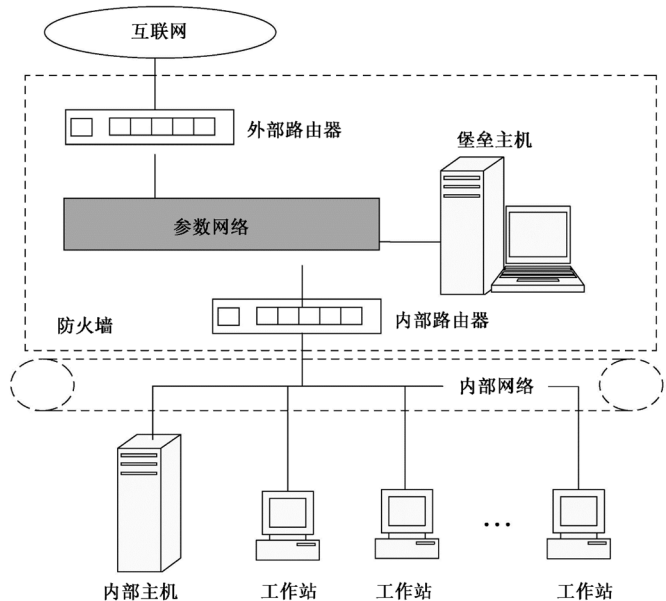 互联网
外部路由器
堡垒主机
参数网络
内部路由器
防火墙
内部网络
...
内部主机
工作站
工作站
工作站